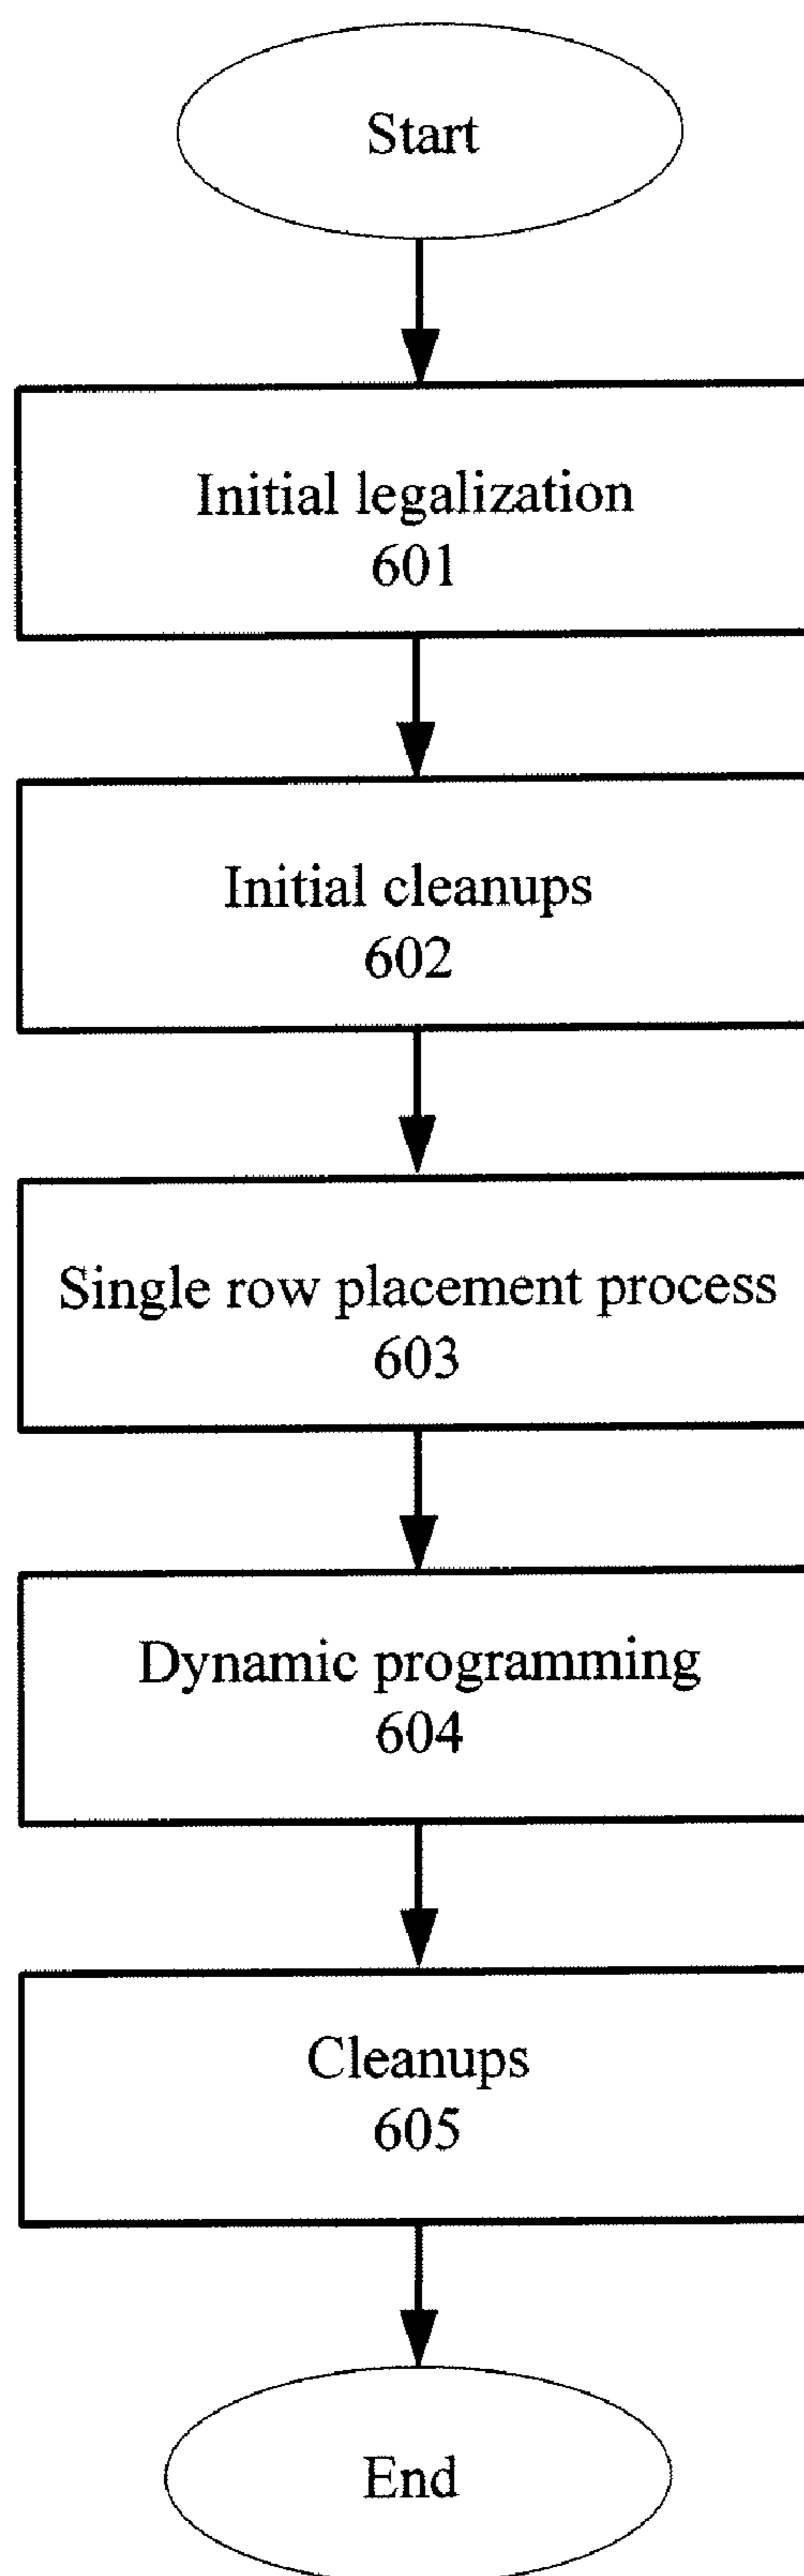 Start
Initial legalization
601
Initial cleanups
602
Single row placement process
603
Dynamic programming
604
Cleanups
605
End